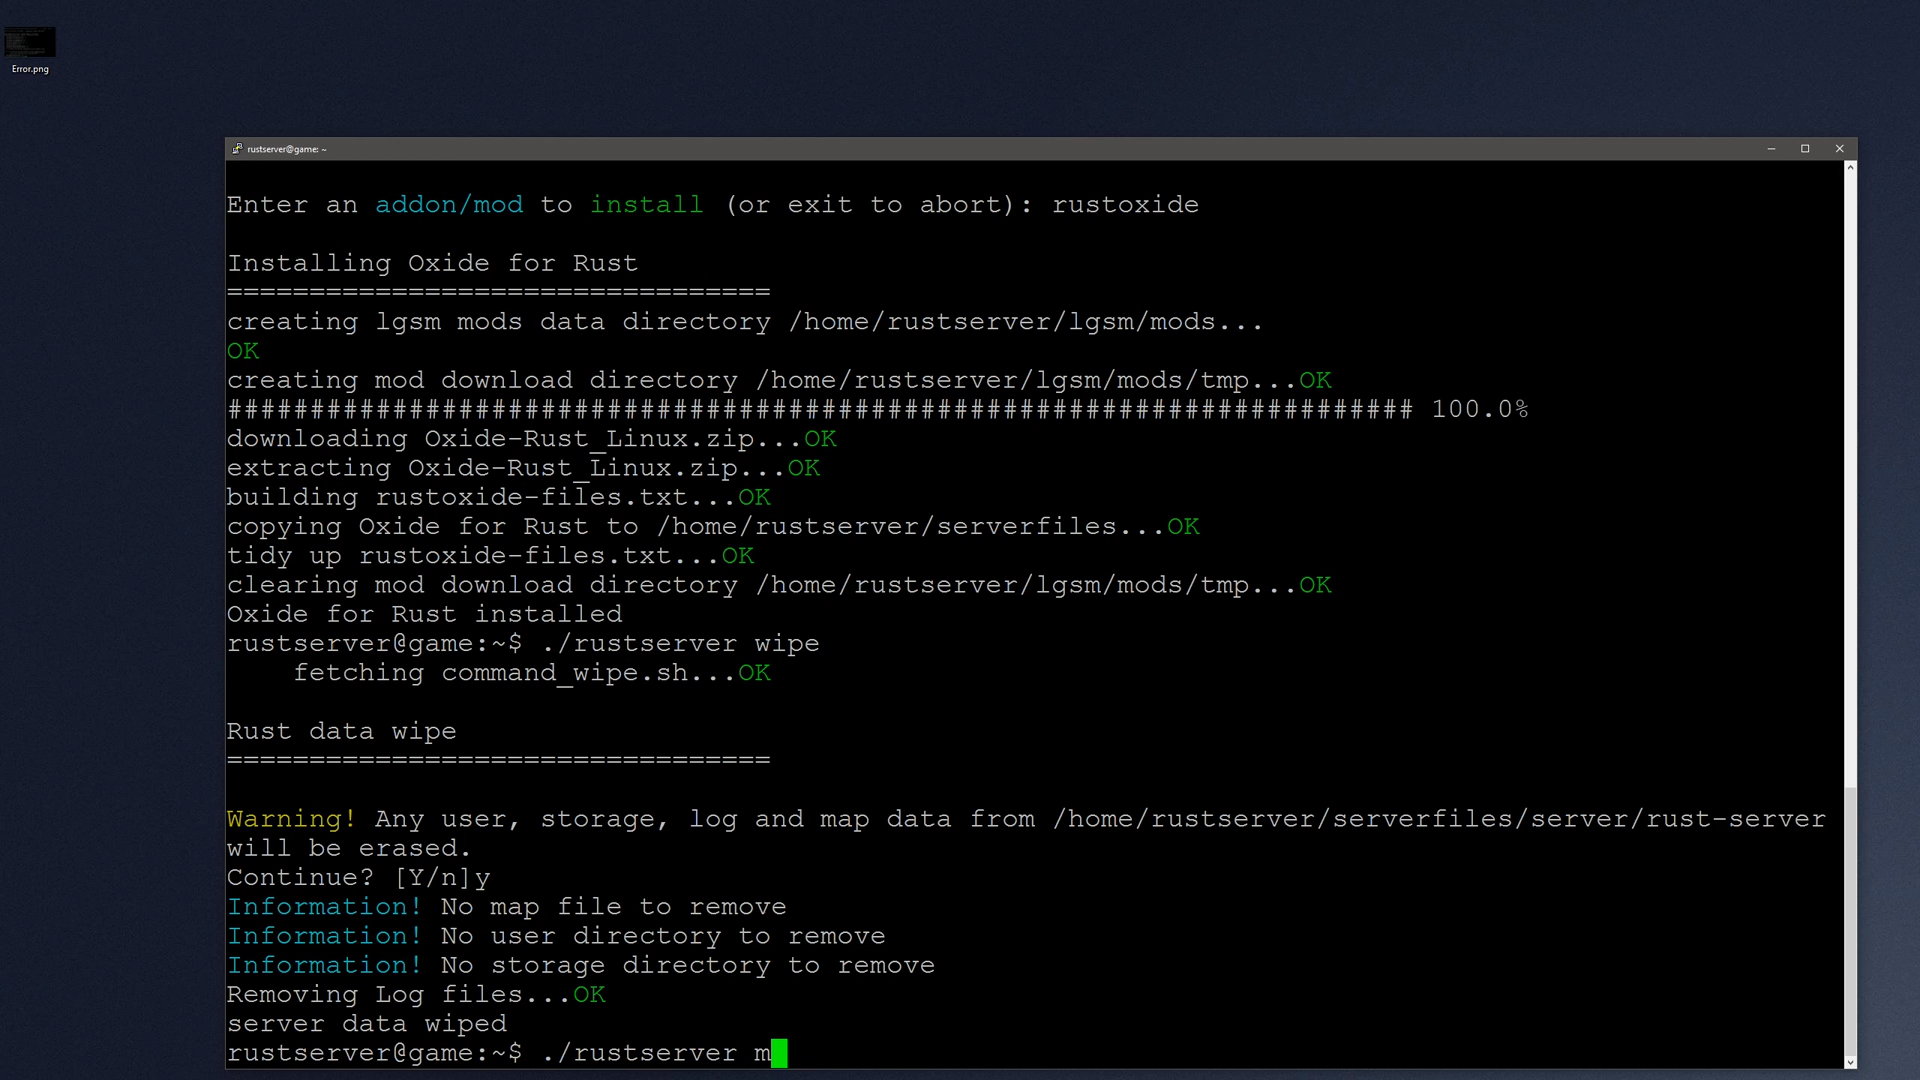 Error.png
rustserver@game: ~
Enter an addon/mod to install (or exit to abort): rustoxide
Installing Oxide for Rust
=================================
creating lgsm mods data directory /home/rustserver/lgsm/mods...
OK
creating mod download directory /home/rustserver/lgsm/mods/tmp...OK
######################################################################## 100.0%
downloading Oxide-Rust_Linux.zip...OK
extracting Oxide-Rust_Linux.zip...OK
building rustoxide-files.txt...OK
copying Oxide for Rust to /home/rustserver/serverfiles...OK
tidy up rustoxide-files.txt...OK
clearing mod download directory /home/rustserver/lgsm/mods/tmp...OK
Oxide for Rust installed
rustserver@game:~$ ./rustserver wipe
    fetching command_wipe.sh...OK
Rust data wipe
=================================
Warning! Any user, storage, log and map data from /home/rustserver/serverfiles/server/rust-server
will be erased.
Continue? [Y/n]y
Information! No map file to remove
Information! No user directory to remove
Information! No storage directory to remove
Removing Log files...OK
server data wiped
rustserver@game:~$ ./rustserver m